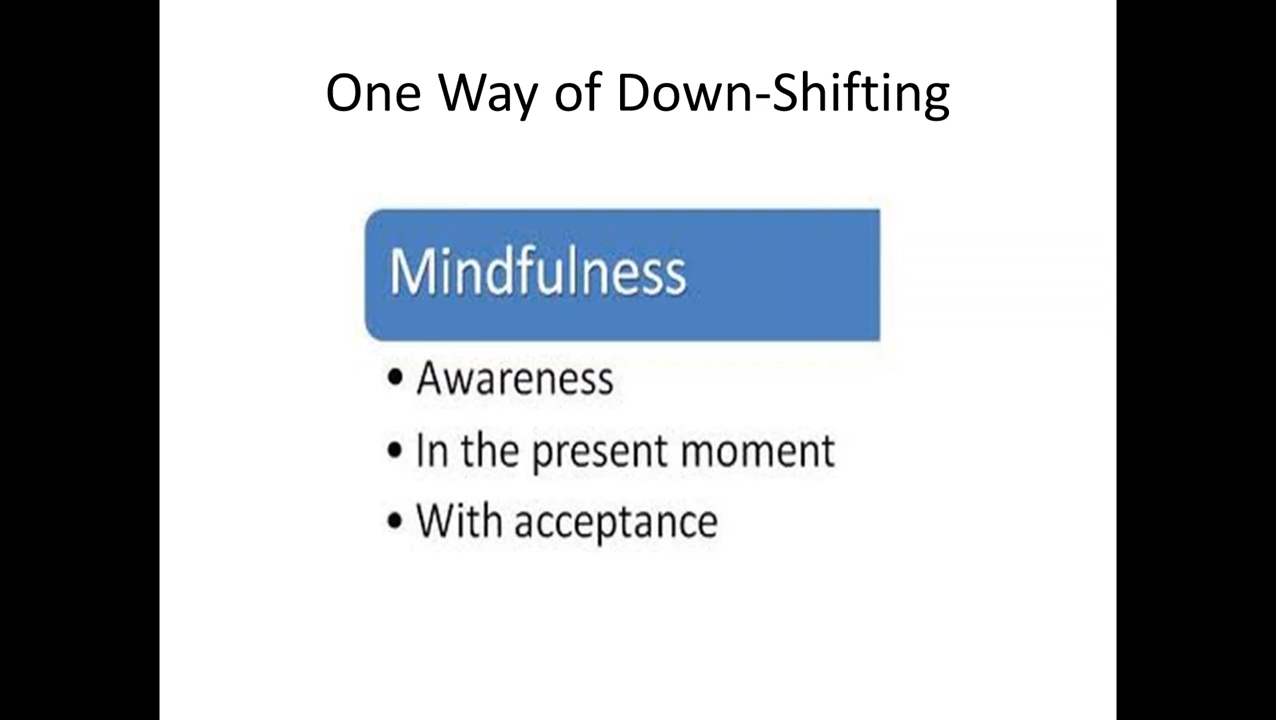 One Way of Down-Shifting
Mindfulness
• Awareness
• In the present moment
• With acceptance